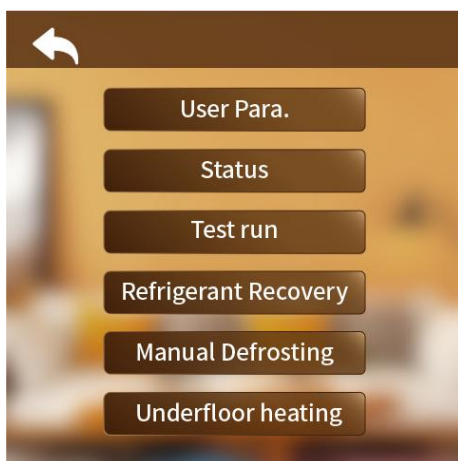 User Para.
Status
Test run
Refrigerant Recovery
Manual Defrosting
Underfloor heating